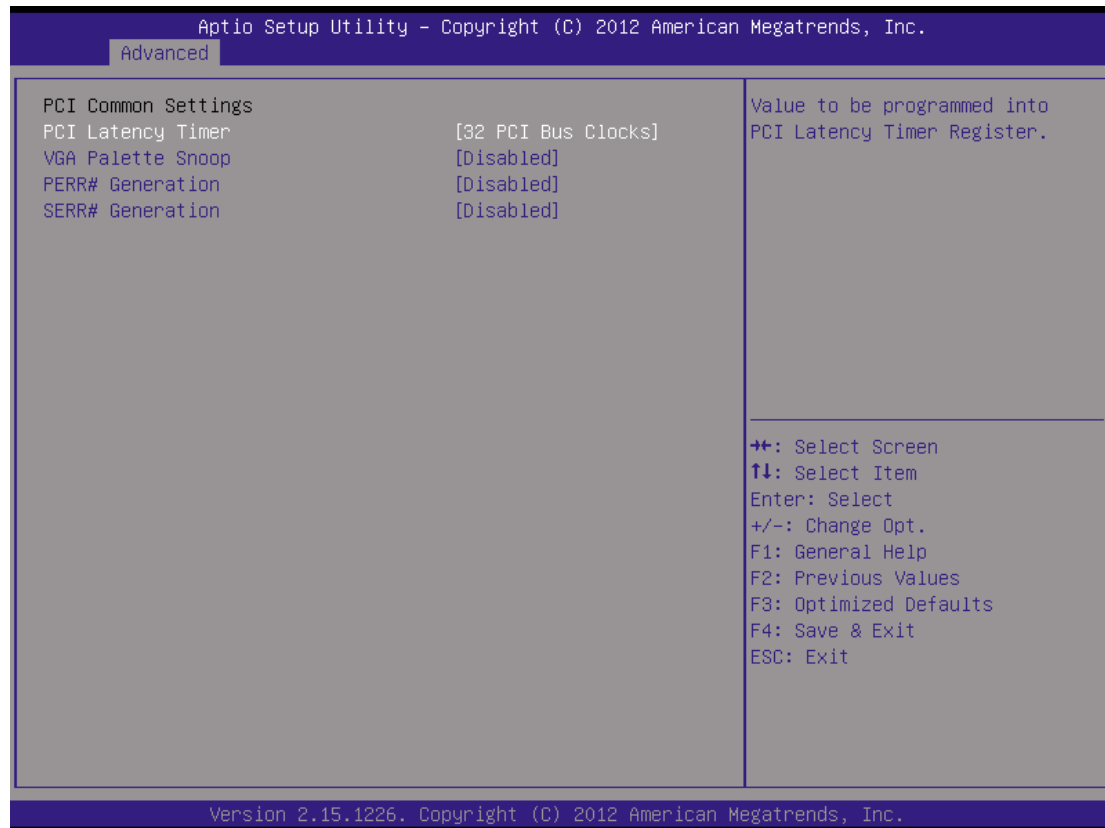 Aptio Setup Utility – Copyright (C) 2012 American Megatrends, Inc.
Advanced
PCI Common Settings
PCI Latency Timer [32 PCI Bus Clocks]
VGA Palette Snoop [Disabled]
PERR# Generation [Disabled]
SERR# Generation [Disabled]
Value to be programmed into
PCI Latency Timer Register.
→←: Select Screen
↑↓: Select Item
Enter: Select
+/-: Change Opt.
F1: General Help
F2: Previous Values
F3: Optimized Defaults
F4: Save & Exit
ESC: Exit
Version 2.15.1226. Copyright (C) 2012 American Megatrends, Inc.